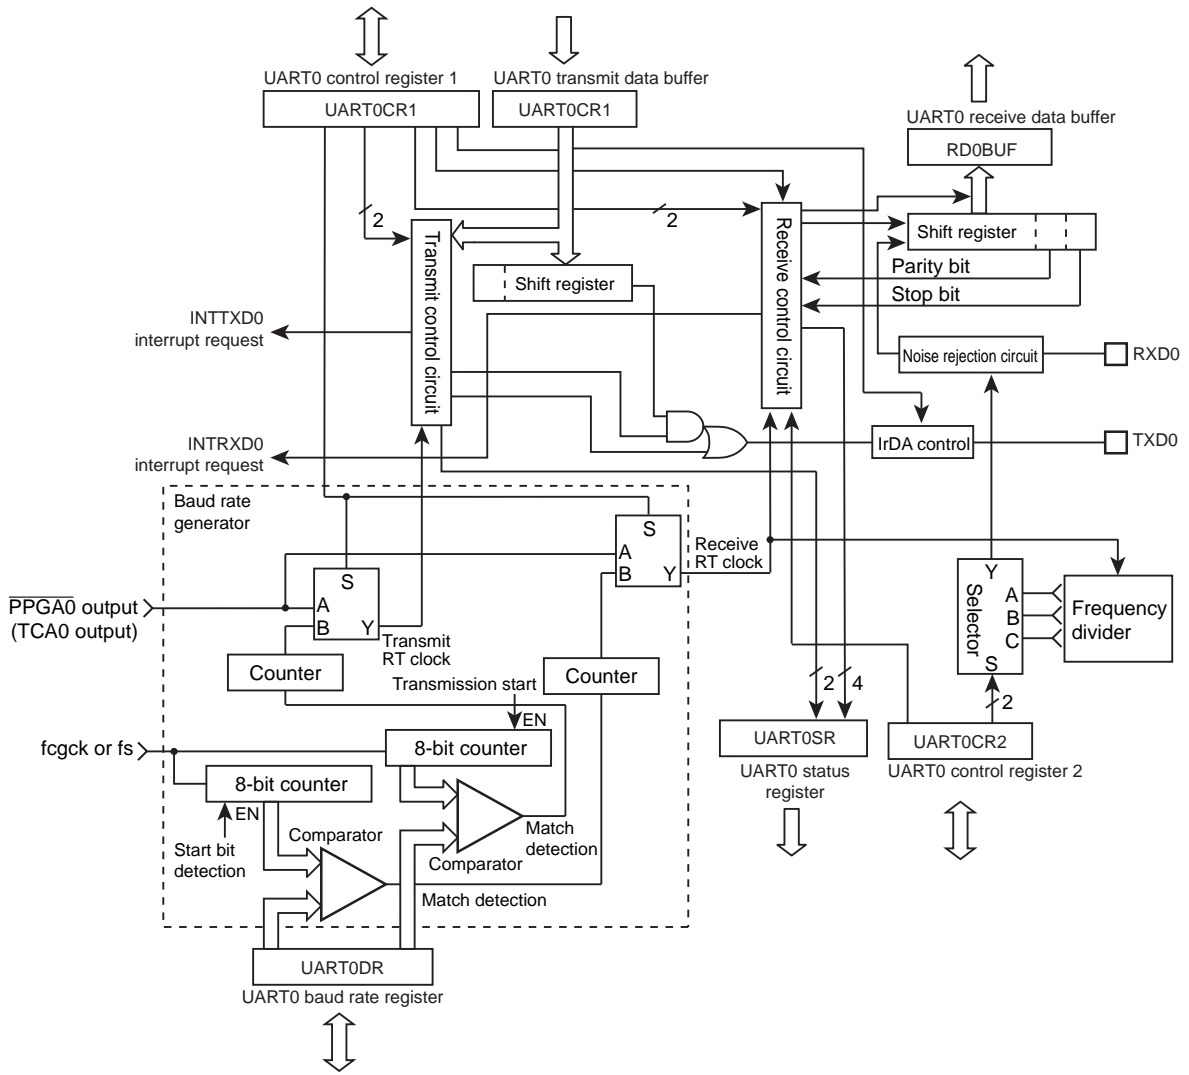 UART0 control register 1
UART0CR1
UART0 transmit data buffer
UART0CR1
UART0 receive data buffer
RD0BUF
2
2
Transmit control circuit
Receive control circuit
Shift register
Shift register
Parity bit
Stop bit
INTTXD0
interrupt request
Noise rejection circuit
RXD0
INTRXD0
interrupt request
IrDA control
TXD0
Baud rate
generator
S
A
B
Y
Receive
RT clock
S
A
B
Y
PPGA0 output
(TCA0 output)
Transmit
RT clock
Y
Selector
A
B
C
S
Frequency
divider
Counter
Counter
Transmission start
EN
2
4
2
fcgck or fs
8-bit counter
8-bit counter
EN
Start bit
detection
Comparator
Comparator
Match
detection
Match detection
UART0SR
UART0 status
register
UART0CR2
UART0 control register 2
UART0DR
UART0 baud rate register